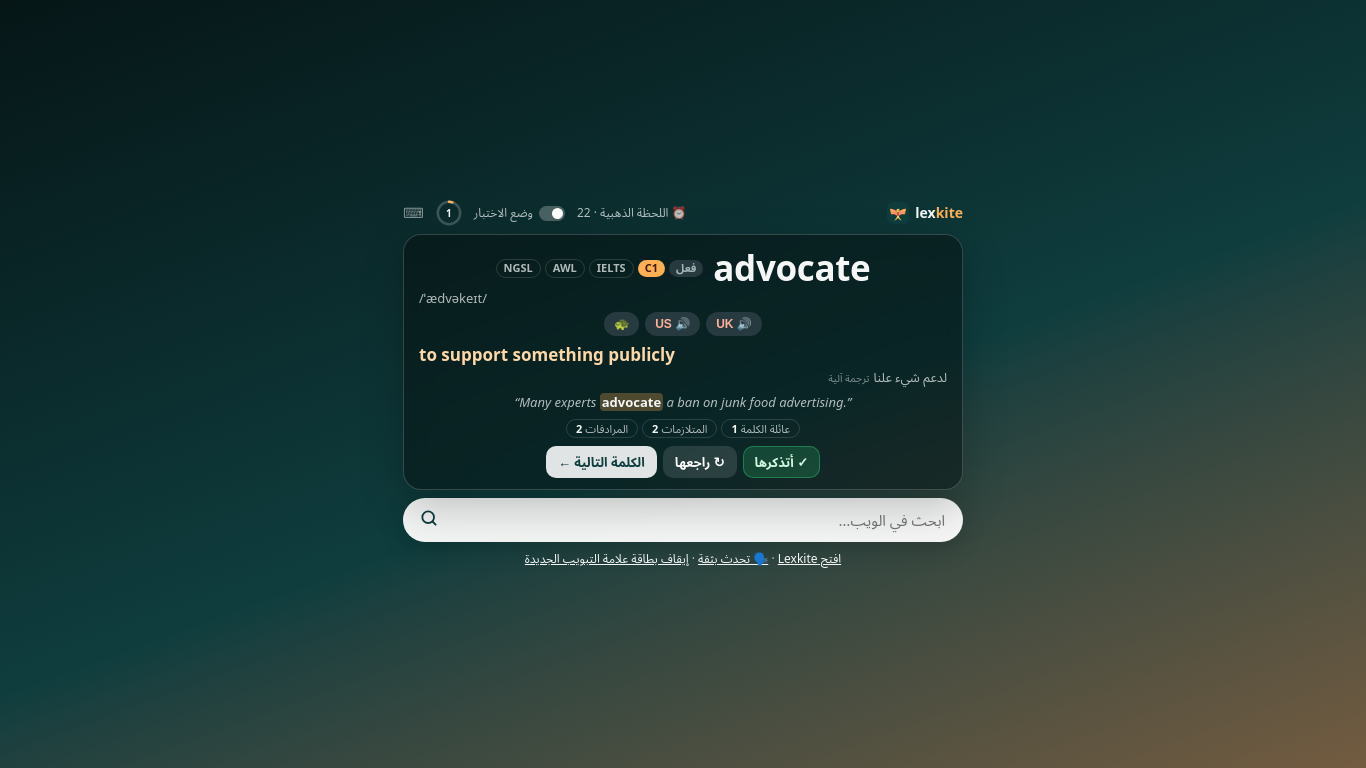 lexkite
⏰ اللحظة الذهبية · 22 وضع الاختبار 1 ⌨
advocate فعل C1 IELTS AWL NGSL
/ˈædvəkeɪt/
UK 🔊 US 🔊 🐢
to support something publicly
لدعم شيء علنا ترجمة آلية
“Many experts advocate a ban on junk food advertising.”
عائلة الكلمة 1 المتلازمات 2 المرادفات 2
✓ أتذكرها ↻ راجعها الكلمة التالية ←
ابحث في الويب...
افتح Lexkite · 🗣️ تحدث بثقة · إيقاف بطاقة علامة التبويب الجديدة